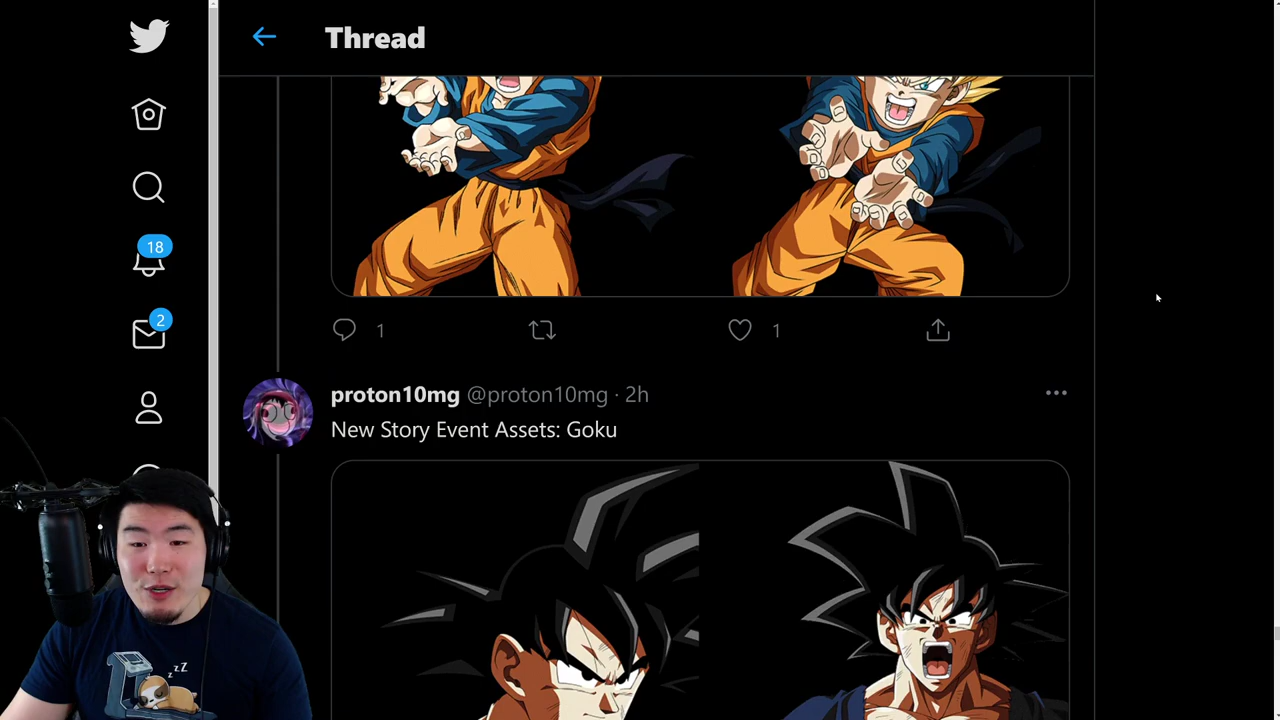 Thread
18
2
1
1
proton10mg @proton10mg · 2h
New Story Event Assets: Goku
z z Z